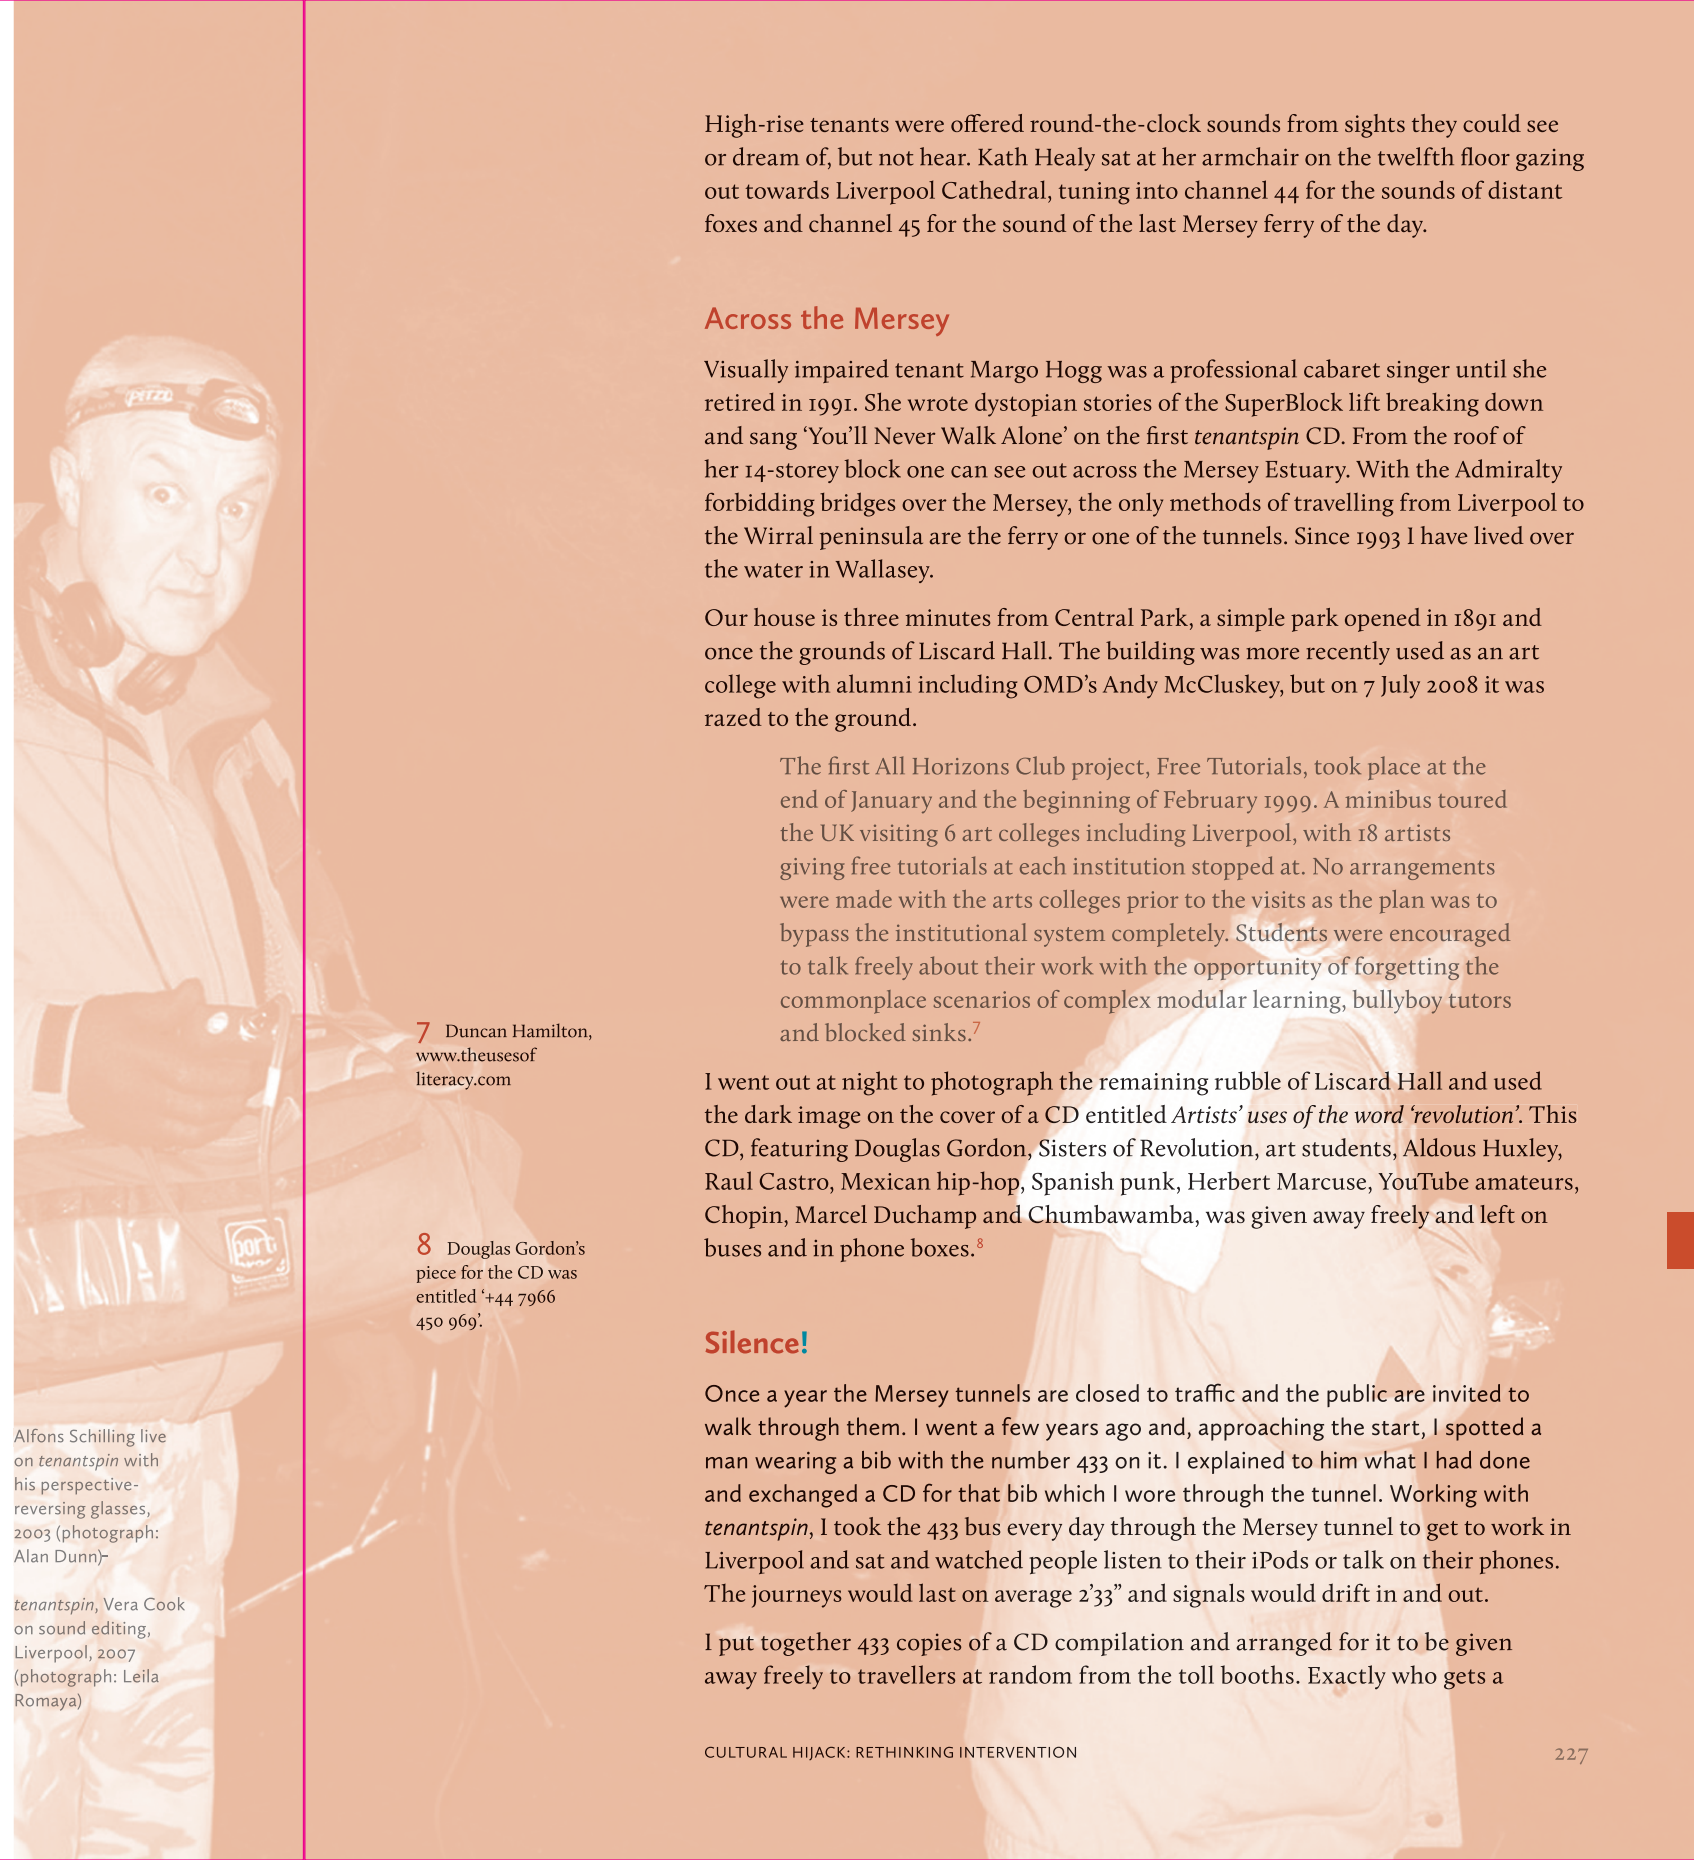 High-rise tenants were offered round-the-clock sounds from sights they could see
or dream of, but not hear. Kath Healy sat at her armchair on the twelfth floor gazing
out towards Liverpool Cathedral, tuning into channel 44 for the sounds of distant
foxes and channel 45 for the sound of the last Mersey ferry of the day.
Across the Mersey
Visually impaired tenant Margo Hogg was a professional cabaret singer until she
retired in 1991. She wrote dystopian stories of the SuperBlock lift breaking down
and sang ‘You’ll Never Walk Alone’ on the first tenantspin CD. From the roof of
her 14-storey block one can see out across the Mersey Estuary. With the Admiralty
forbidding bridges over the Mersey, the only methods of travelling from Liverpool to
the Wirral peninsula are the ferry or one of the tunnels. Since 1993 I have lived over
the water in Wallasey.
Our house is three minutes from Central Park, a simple park opened in 1891 and
once the grounds of Liscard Hall. The building was more recently used as an art
college with alumni including OMD’s Andy McCluskey, but on 7 July 2008 it was
razed to the ground.
The first All Horizons Club project, Free Tutorials, took place at the
end of January and the beginning of February 1999. A minibus toured
the UK visiting 6 art colleges including Liverpool, with 18 artists
giving free tutorials at each institution stopped at. No arrangements
were made with the arts colleges prior to the visits as the plan was to
bypass the institutional system completely. Students were encouraged
to talk freely about their work with the opportunity of forgetting the
commonplace scenarios of complex modular learning, bullyboy tutors
and blocked sinks.7
I went out at night to photograph the remaining rubble of Liscard Hall and used
the dark image on the cover of a CD entitled Artists’ uses of the word ‘revolution’. This
CD, featuring Douglas Gordon, Sisters of Revolution, art students, Aldous Huxley,
Raul Castro, Mexican hip-hop, Spanish punk, Herbert Marcuse, YouTube amateurs,
Chopin, Marcel Duchamp and Chumbawamba, was given away freely and left on
buses and in phone boxes.8
Silence!
Once a year the Mersey tunnels are closed to traffic and the public are invited to
walk through them. I went a few years ago and, approaching the start, I spotted a
man wearing a bib with the number 433 on it. I explained to him what I had done
and exchanged a CD for that bib which I wore through the tunnel. Working with
tenantspin, I took the 433 bus every day through the Mersey tunnel to get to work in
Liverpool and sat and watched people listen to their iPods or talk on their phones.
The journeys would last on average 2’33” and signals would drift in and out.
I put together 433 copies of a CD compilation and arranged for it to be given
away freely to travellers at random from the toll booths. Exactly who gets a
7 Duncan Hamilton,
www.theusesof
literacy.com
8 Douglas Gordon’s
piece for the CD was
entitled ‘+44 7966
450 969’.
Alfons Schilling live
on tenantspin with
his perspective-
reversing glasses,
2003 (photograph:
Alan Dunn)-
tenantspin, Vera Cook
on sound editing,
Liverpool, 2007
(photograph: Leila
Romaya)
PETZL
CULTURAL HIJACK: RETHINKING INTERVENTION
227